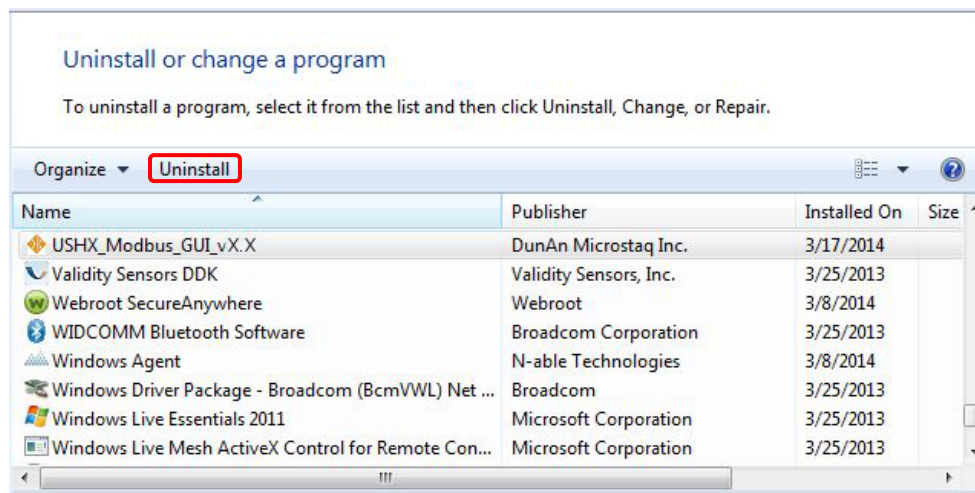 Uninstall or change a program
To uninstall a program, select it from the list and then click Uninstall, Change, or Repair.
Organize Uninstall
Name Publisher Installed On Size
USHX_Modbus_GUI_vX.X DunAn Microstaq Inc. 3/17/2014
Validity Sensors DDK Validity Sensors, Inc. 3/25/2013
Webroot SecureAnywhere Webroot 3/8/2014
WIDCOMM Bluetooth Software Broadcom Corporation 3/25/2013
Windows Agent N-able Technologies 3/8/2014
Windows Driver Package - Broadcom (BcmVWL) Net ... Broadcom 3/25/2013
Windows Live Essentials 2011 Microsoft Corporation 3/25/2013
Windows Live Mesh ActiveX Control for Remote Con... Microsoft Corporation 3/25/2013